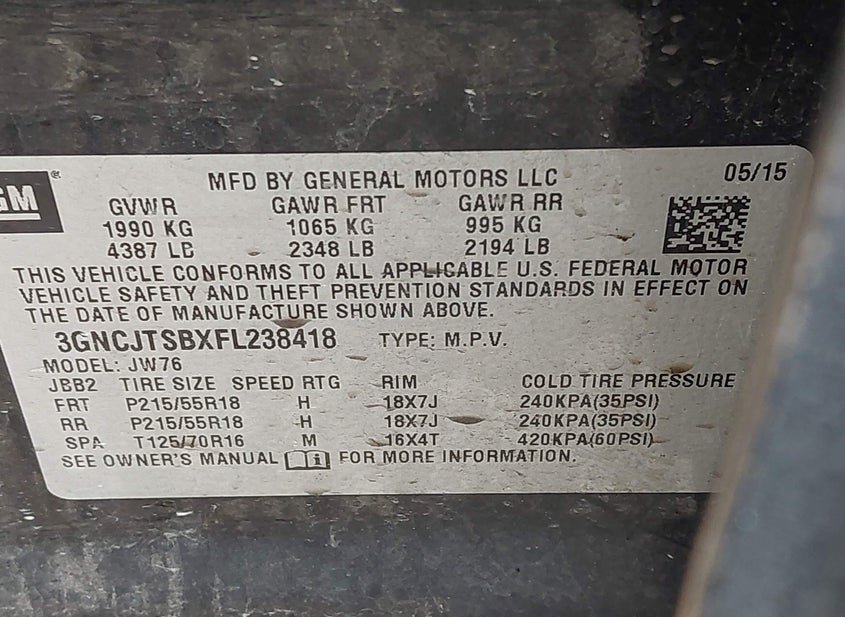 GM ®
MFD BY GENERAL MOTORS LLC 05/15
GVWR GAWR FRT GAWR RR
1990 KG 1065 KG 995 KG
4387 LB 2348 LB 2194 LB
THIS VEHICLE CONFORMS TO ALL APPLICABLE U.S. FEDERAL MOTOR
VEHICLE SAFETY AND THEFT PREVENTION STANDARDS IN EFFECT ON
THE DATE OF MANUFACTURE SHOWN ABOVE.
3GNCJTSBXFL238418 TYPE: M.P.V.
MODEL: JW76
JBB2 TIRE SIZE SPEED RTG RIM COLD TIRE PRESSURE
FRT P215/55R18 H 18X7J 240KPA(35PSI)
RR P215/55R18 H 18X7J 240KPA(35PSI)
SPA T125/70R16 M 16X4T 420KPA(60PSI)
SEE OWNER'S MANUAL FOR MORE INFORMATION.